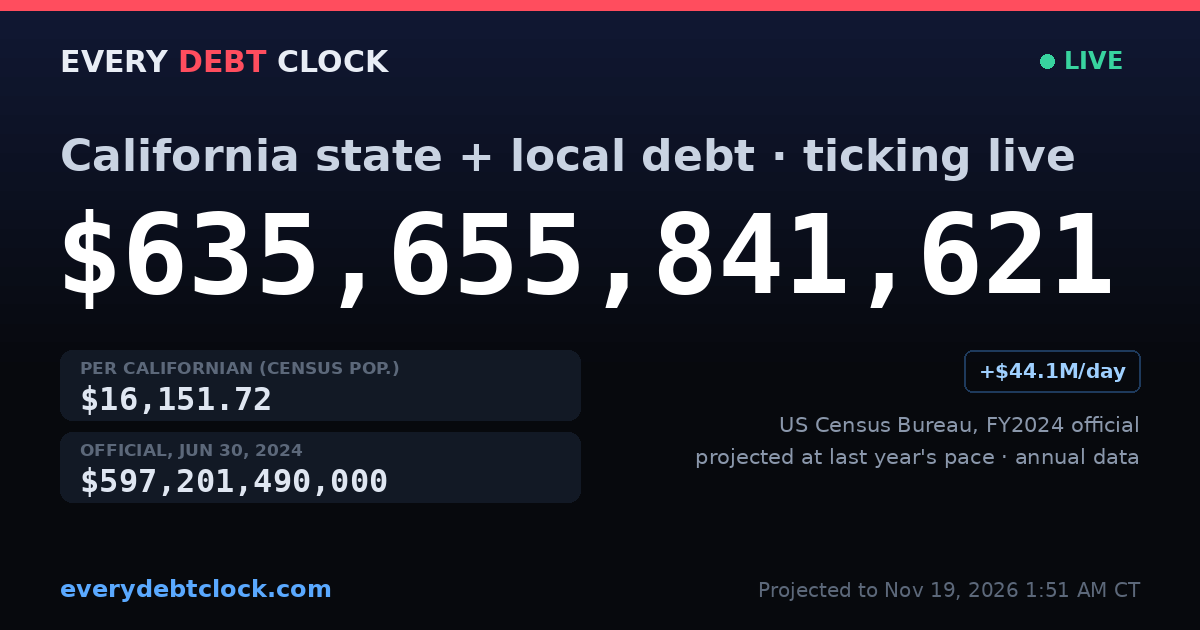 EVERY DEBT CLOCK
LIVE
California state + local debt · ticking live
$635,655,841,621
PER CALIFORNIAN (CENSUS POP.)
$16,151.72
OFFICIAL, JUN 30, 2024
$597,201,490,000
+$44.1M/day
US Census Bureau, FY2024 official
projected at last year's pace · annual data
everydebtclock.com
Projected to Nov 19, 2026 1:51 AM CT